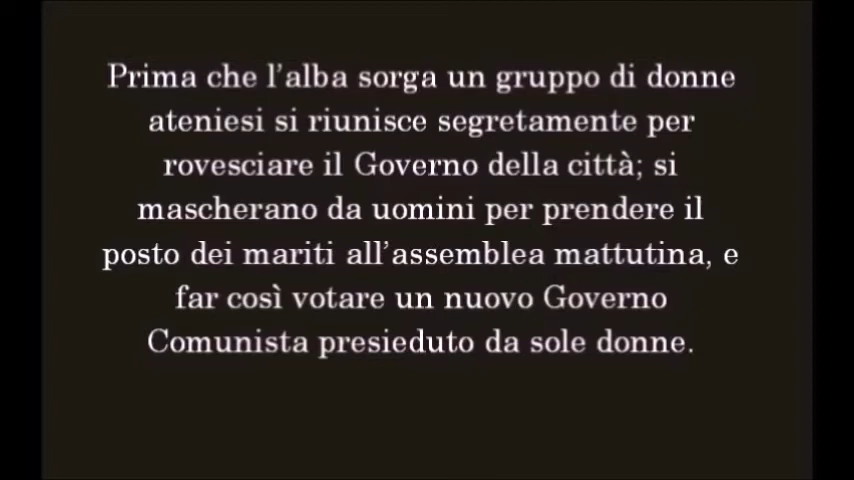 Prima che l’alba sorga un gruppo di donne
ateniesi si riunisce segretamente per
rovesciare il Governo della città; si
mascherano da uomini per prendere il
posto dei mariti all’assemblea mattutina, e
far così votare un nuovo Governo
Comunista presieduto da sole donne.